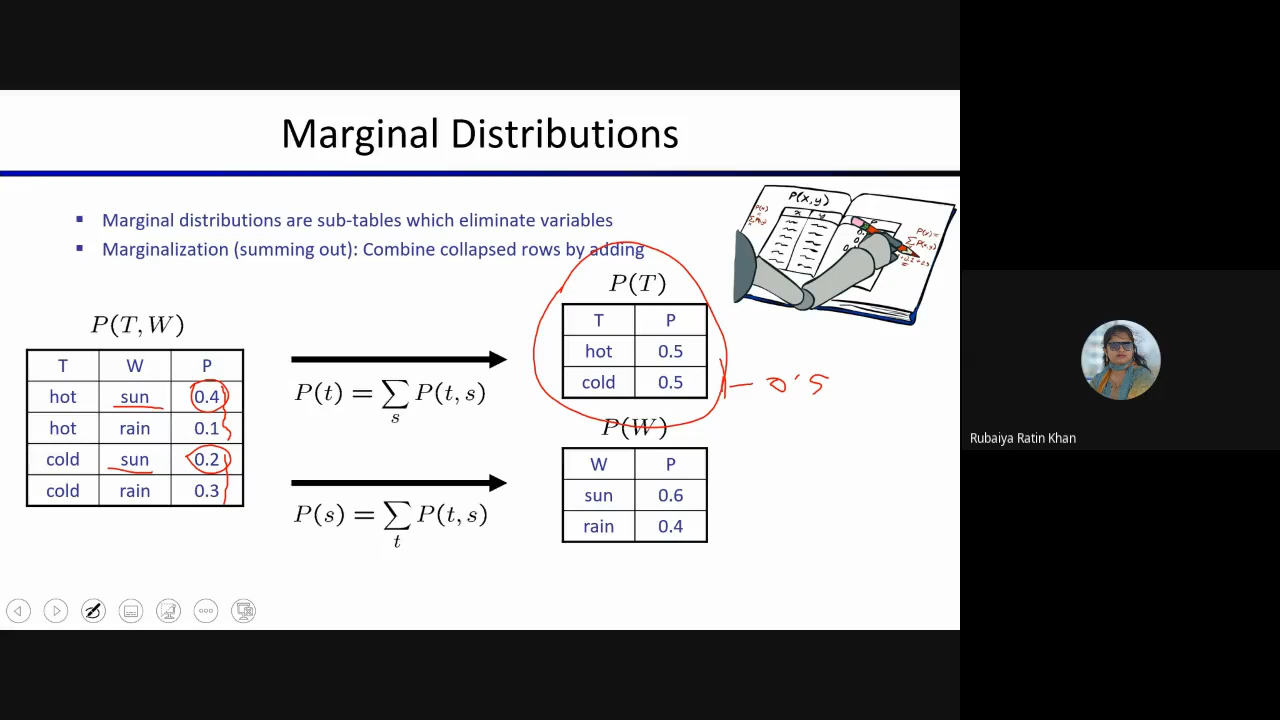 Marginal Distributions
▪ Marginal distributions are sub-tables which eliminate variables
▪ Marginalization (summing out): Combine collapsed rows by adding
P(x,y)
x y
P(T, W)
T W P
hot sun 0.4
hot rain 0.1
cold sun 0.2
cold rain 0.3
P(t) = ∑ P(t, s)
s
P(s) = ∑ P(t, s)
t
P(T)
T P
hot 0.5
cold 0.5
0.5
P(W)
W P
sun 0.6
rain 0.4
Rubaiya Ratin Khan